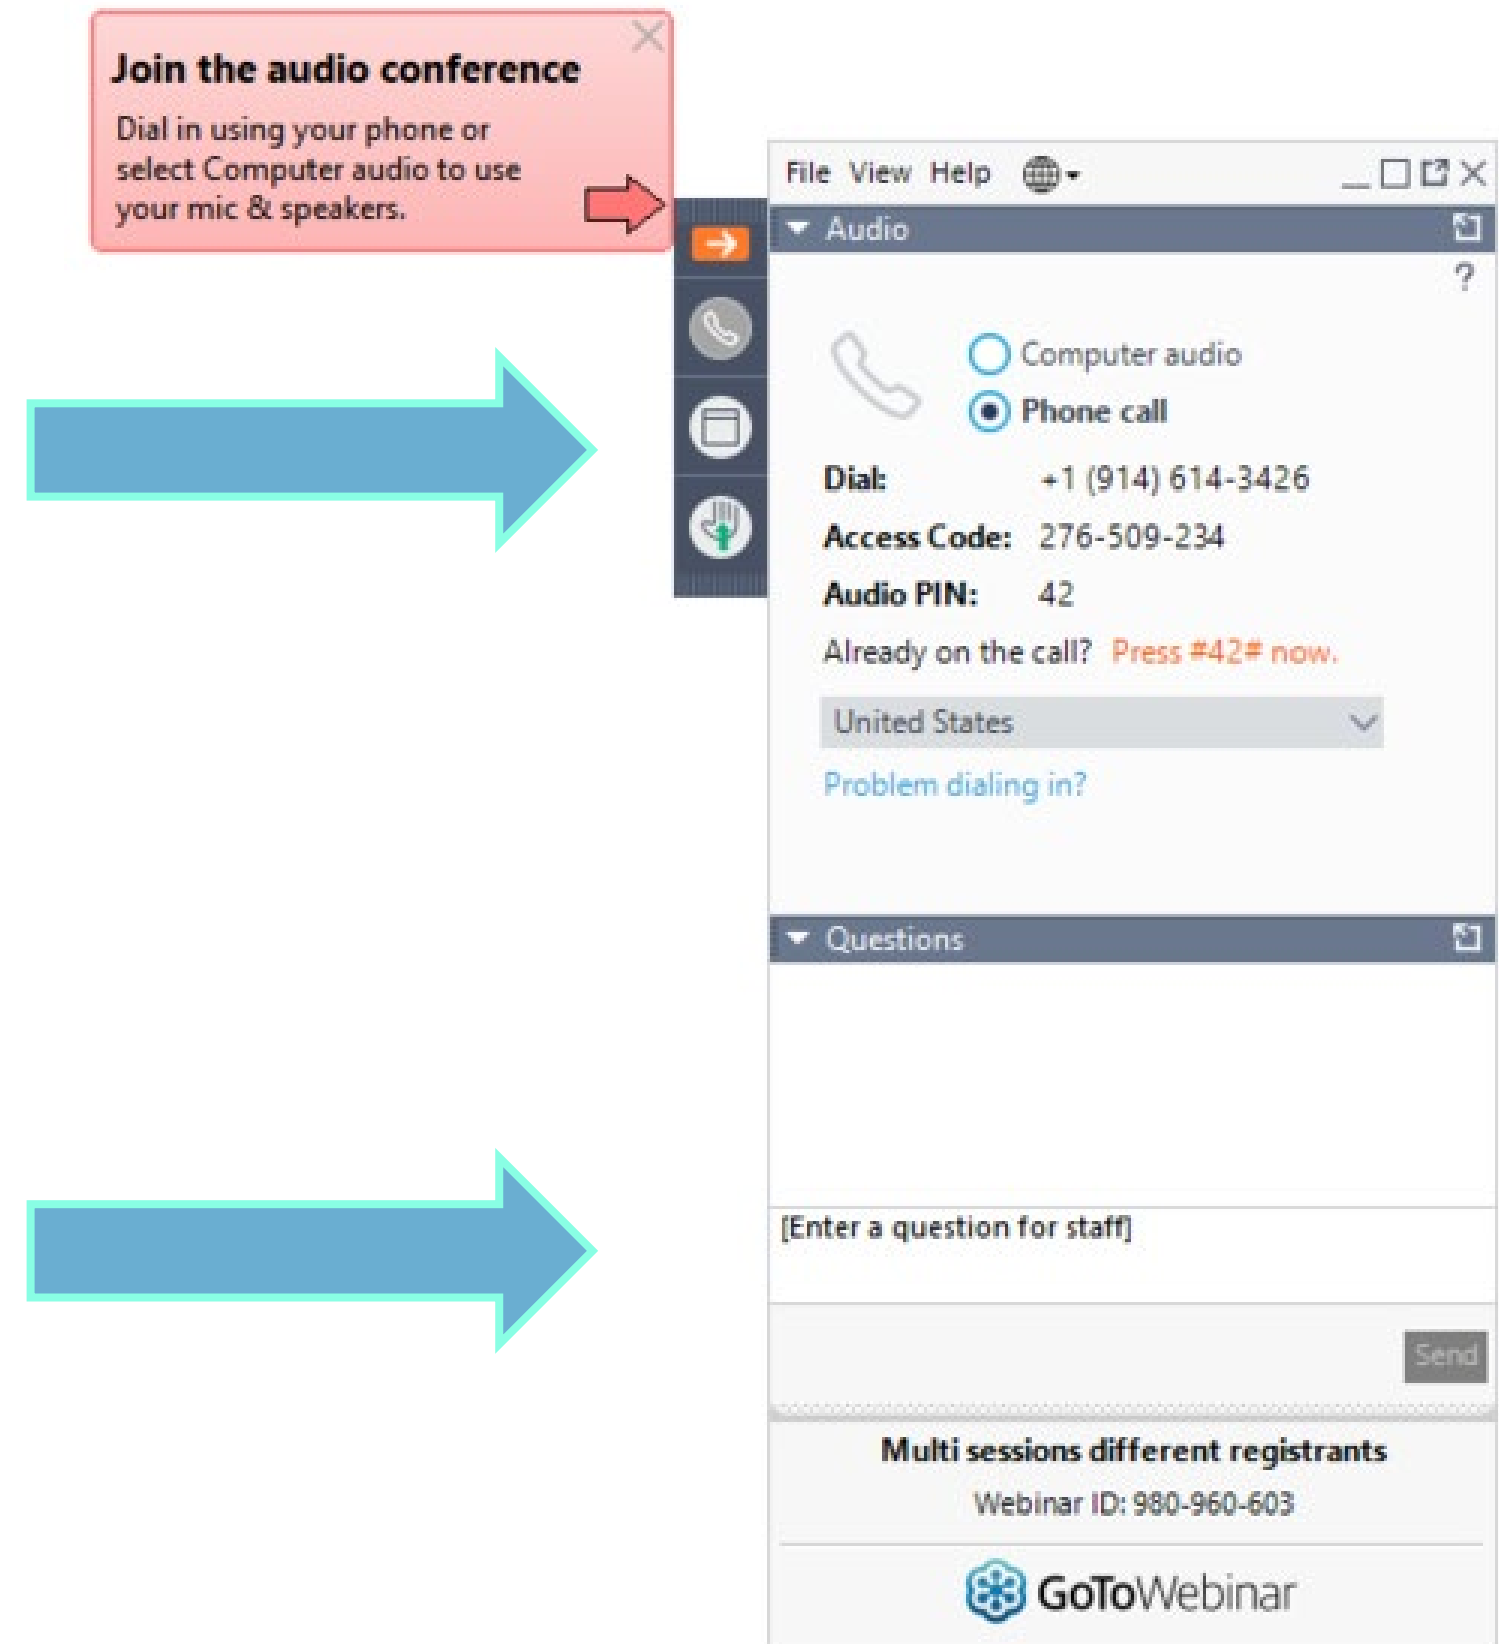 Join the audio conference
Dial in using your phone or
select Computer audio to use
your mic & speakers.
File View Help
Audio
?
Computer audio
Phone call
Dial: +1 (914) 614-3426
Access Code: 276-509-234
Audio PIN: 42
Already on the call? Press #42# now.
United States
Problem dialing in?
Questions
[Enter a question for staff]
Send
Multi sessions different registrants
Webinar ID: 980-960-603
GoToWebinar